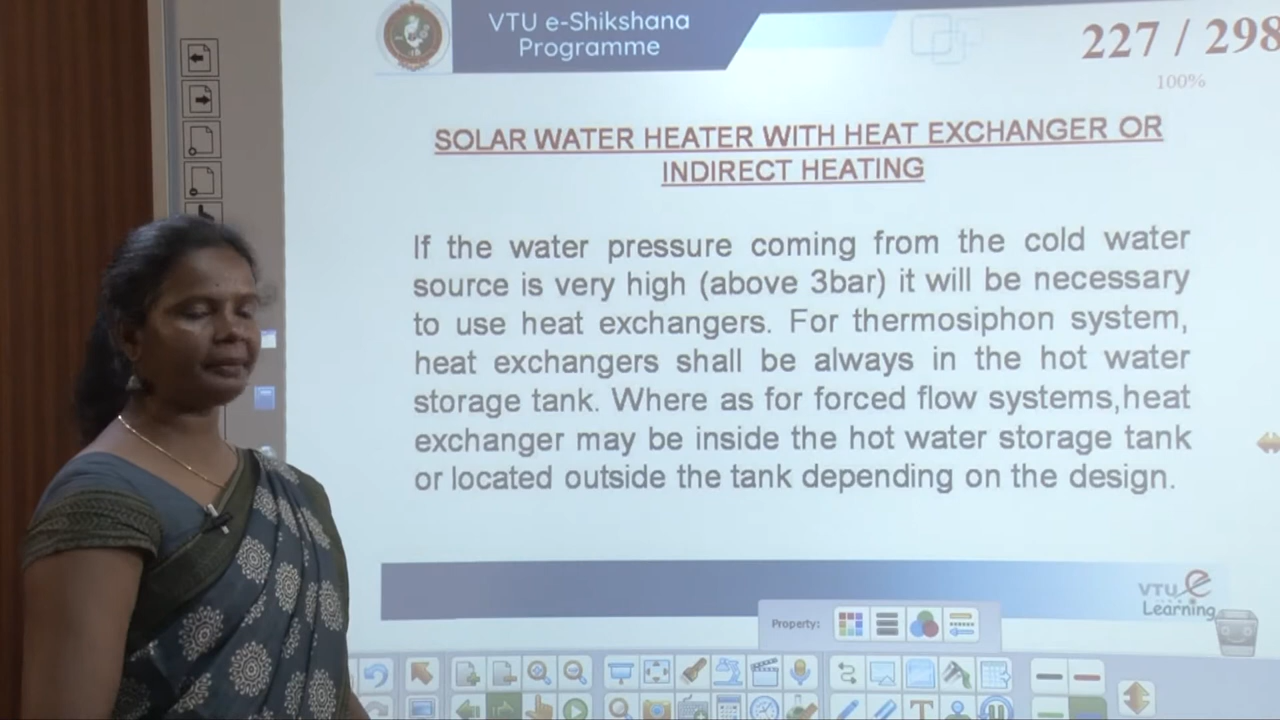 VTU e-Shikshana
Programme
227 / 298
100%
SOLAR WATER HEATER WITH HEAT EXCHANGER OR
INDIRECT HEATING
If the water pressure coming from the cold water
source is very high (above 3bar) it will be necessary
to use heat exchangers. For thermosiphon system,
heat exchangers shall be always in the hot water
storage tank. Where as for forced flow systems,heat
exchanger may be inside the hot water storage tank
or located outside the tank depending on the design.
VTU e
Learning
Property: